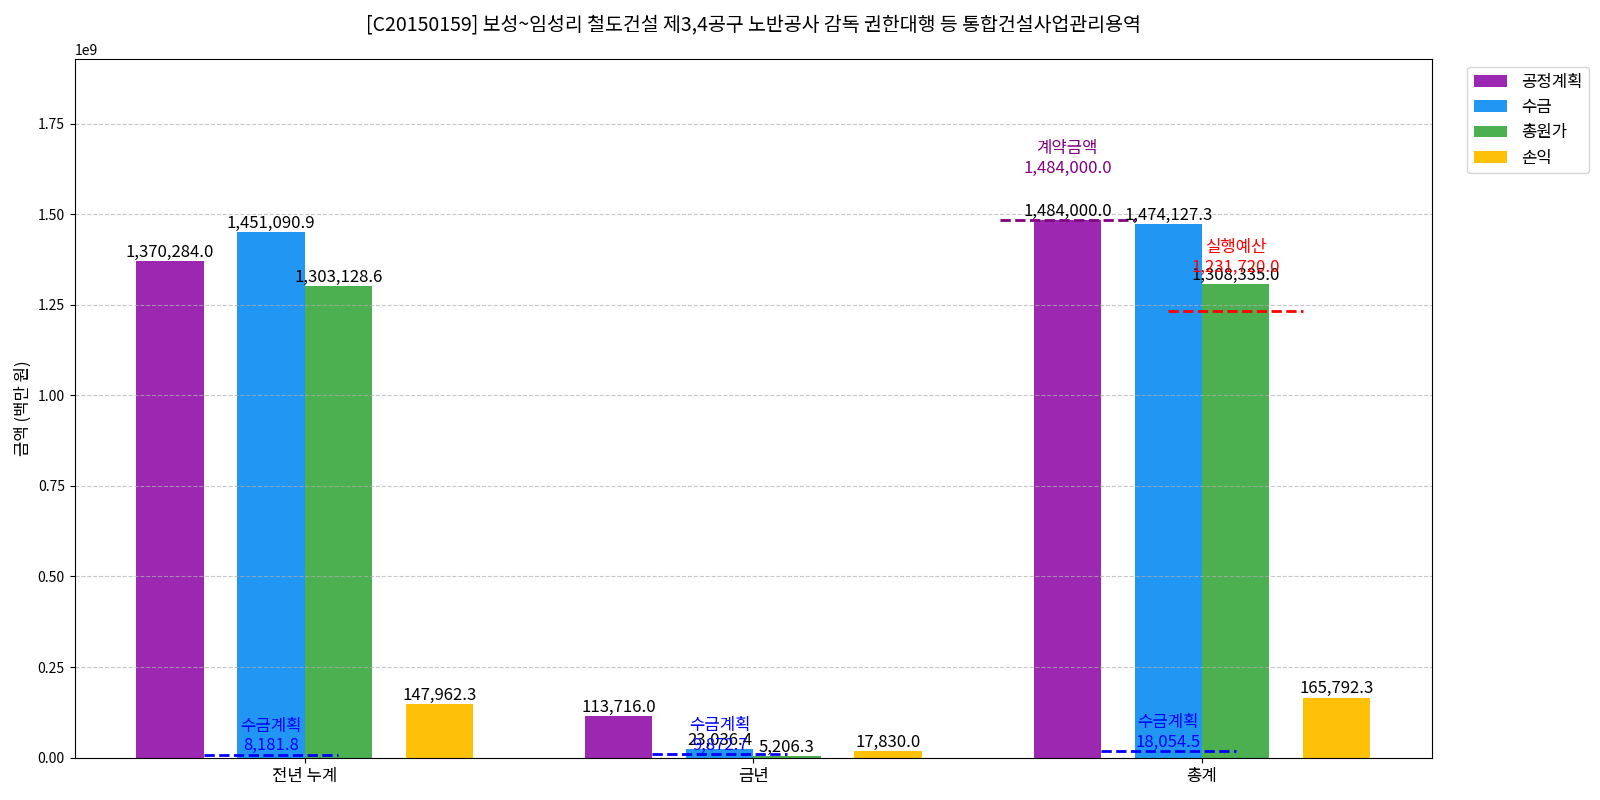 [C20150159] 보성~임성리 철도건설 제3,4공구 노반공사 감독 권한대행 등 통합건설사업관리용역
1e9
공정계획
수금
총원가
손익
금액 (백만 원)
1.75
1.50
1.25
1.00
0.75
0.50
0.25
0.00
1,370,284.0
1,451,090.9
1,303,128.6
147,962.3
수금계획
8,181.8
113,716.0
수금계획
23,036.4
9,872.7
5,206.3
17,830.0
계약금액
1,484,000.0
1,484,000.0
1,474,127.3
실행예산
1,231,720.0
1,308,335.0
수금계획
18,054.5
165,792.3
전년 누계
금년
총계